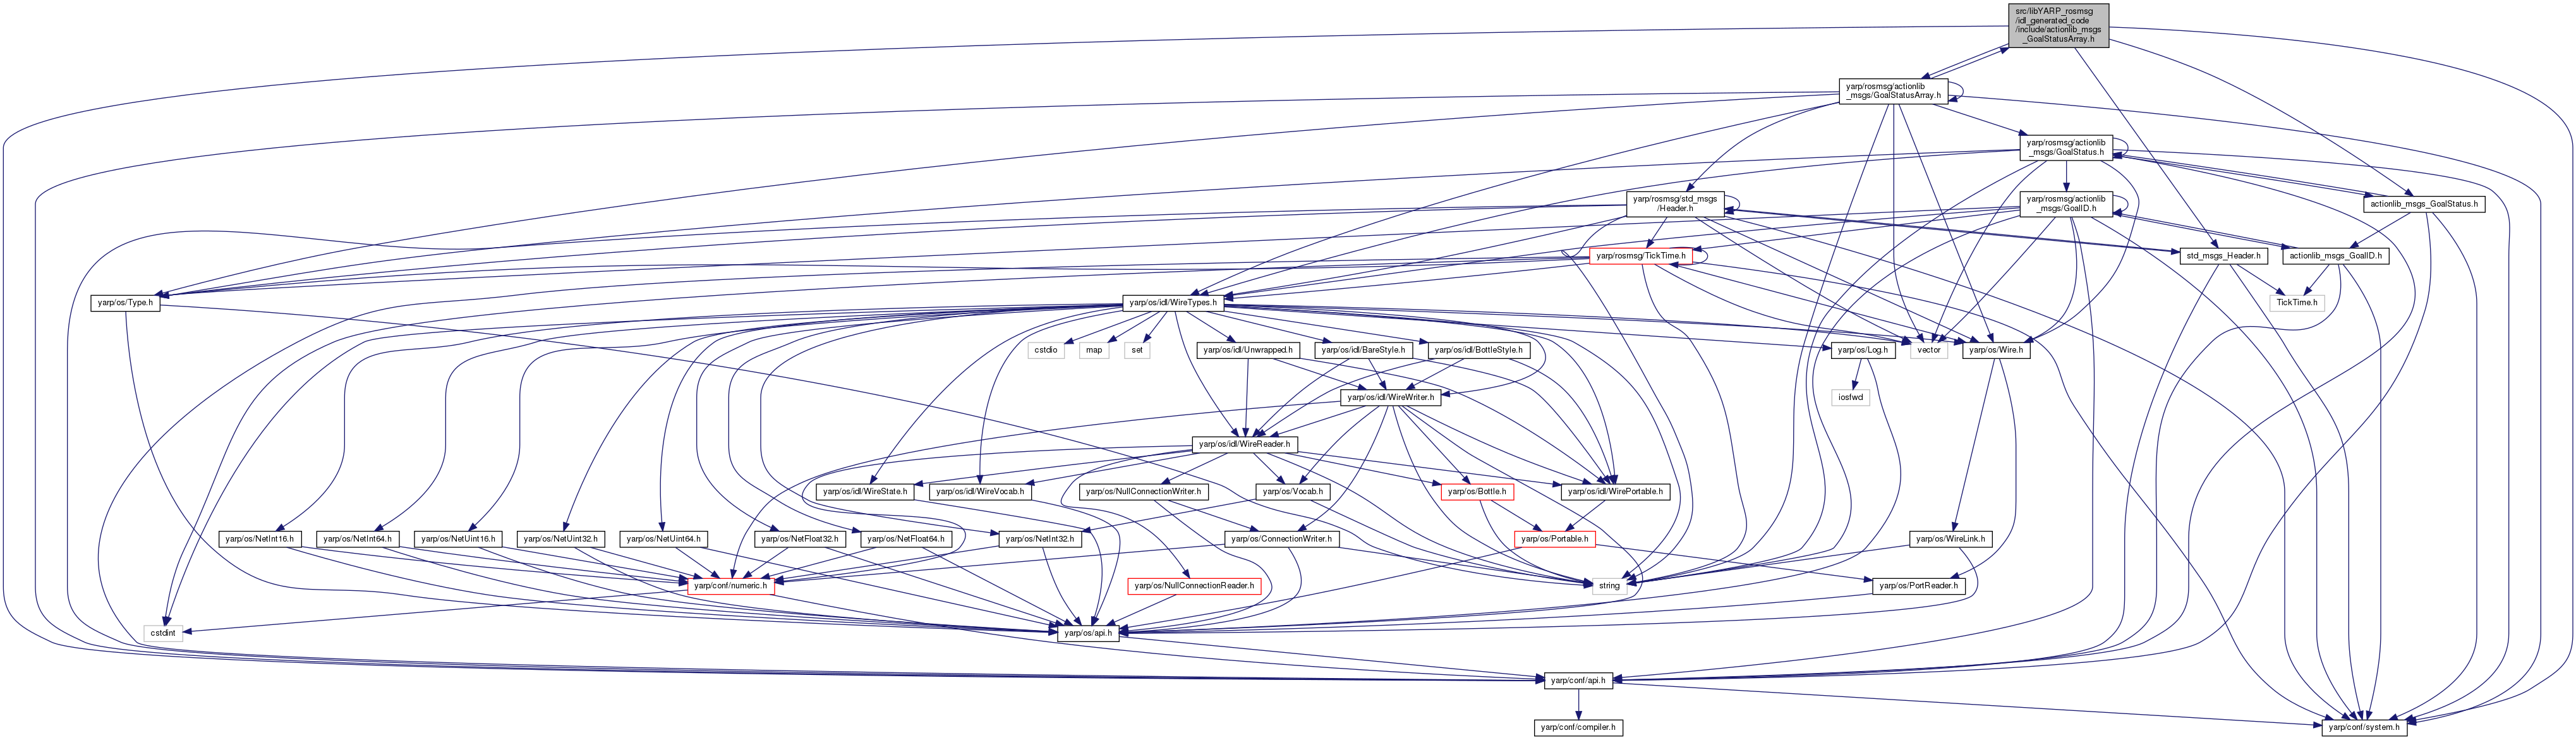 src/libYARP_rosmsg
/idl_generated_code
/include/actionlib_msgs
_GoalStatusArray.h
yarp/rosmsg/actionlib
_msgs/GoalStatusArray.h
yarp/rosmsg/actionlib
_msgs/GoalStatus.h
yarp/rosmsg/std_msgs
/Header.h
yarp/rosmsg/actionlib
_msgs/GoalID.h
actionlib_msgs_GoalStatus.h
yarp/rosmsg/TickTime.h
std_msgs_Header.h
actionlib_msgs_GoalID.h
yarp/os/Type.h
yarp/os/idl/WireTypes.h
TickTime.h
cstdio
map
set
yarp/os/idl/Unwrapped.h
yarp/os/idl/BareStyle.h
yarp/os/idl/BottleStyle.h
yarp/os/Log.h
vector
yarp/os/Wire.h
yarp/os/idl/WireWriter.h
iosfwd
yarp/os/idl/WireReader.h
yarp/os/idl/WireState.h
yarp/os/idl/WireVocab.h
yarp/os/NullConnectionWriter.h
yarp/os/Vocab.h
yarp/os/Bottle.h
yarp/os/idl/WirePortable.h
yarp/os/NetInt16.h
yarp/os/NetInt64.h
yarp/os/NetUint16.h
yarp/os/NetUint32.h
yarp/os/NetUint64.h
yarp/os/NetFloat32.h
yarp/os/NetFloat64.h
yarp/os/NetInt32.h
yarp/os/ConnectionWriter.h
yarp/os/Portable.h
yarp/os/WireLink.h
yarp/conf/numeric.h
yarp/os/NullConnectionReader.h
string
yarp/os/PortReader.h
cstdint
yarp/os/api.h
yarp/conf/api.h
yarp/conf/compiler.h
yarp/conf/system.h